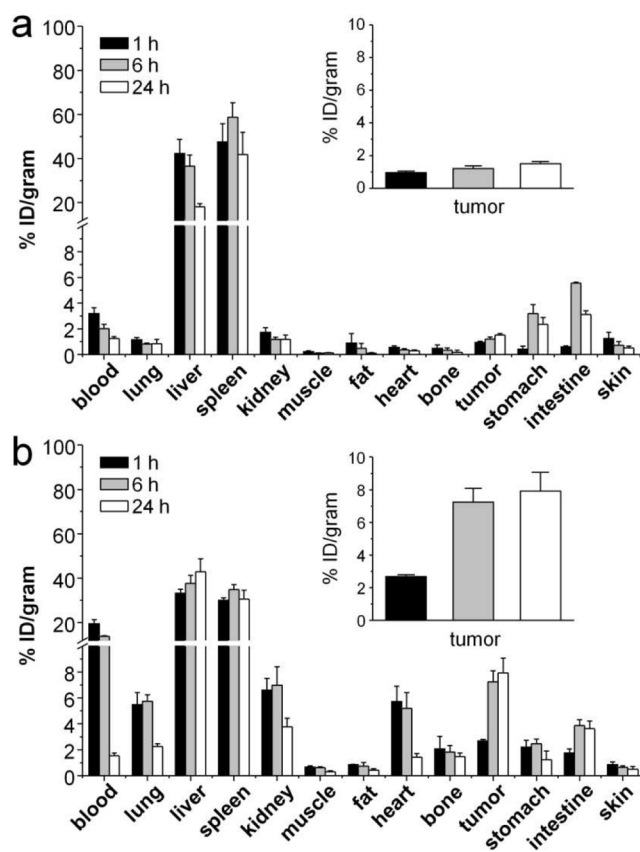 a
1 h
6 h
24 h
% ID/gram
100
80
60
40
20
8
6
4
2
0
% ID/gram
10
8
6
4
2
0
tumor
blood
lung
liver
spleen
kidney
muscle
fat
heart
bone
tumor
stomach
intestine
skin
b
1 h
6 h
24 h
% ID/gram
100
80
60
40
20
8
6
4
2
0
% ID/gram
10
8
6
4
2
0
tumor
blood
lung
liver
spleen
kidney
muscle
fat
heart
bone
tumor
stomach
intestine
skin